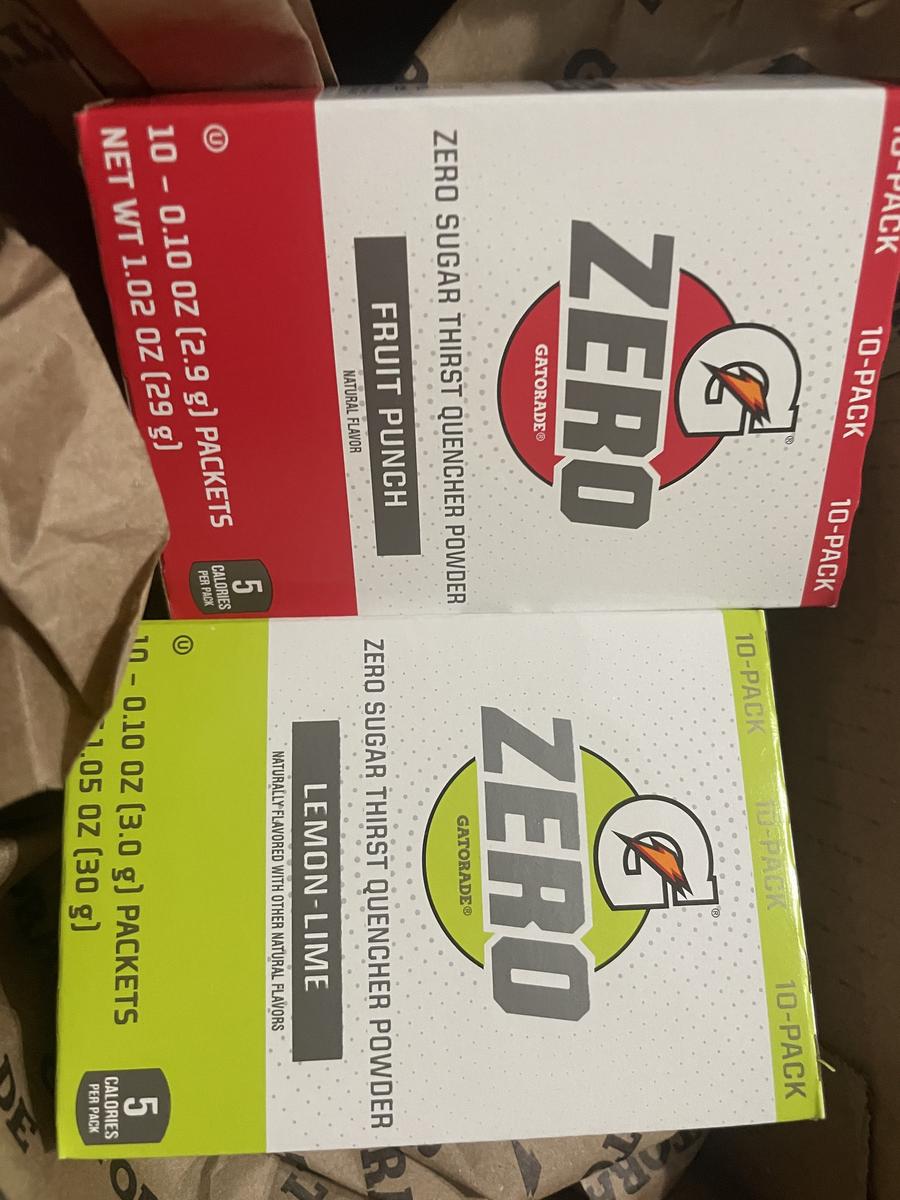 10-PACK 10-PACK 10-PACK
G®
ZERO
GATORADE®
ZERO SUGAR THIRST QUENCHER POWDER
FRUIT PUNCH
NATURAL FLAVOR
U
10 - 0.10 OZ (2.9 g) PACKETS
NET WT 1.02 OZ (29 g)
5
CALORIES
PER PACK
10-PACK 10-PACK 10-PACK
G®
ZERO
GATORADE®
ZERO SUGAR THIRST QUENCHER POWDER
LEMON-LIME
NATURALLY FLAVORED WITH OTHER NATURAL FLAVORS
U
10 - 0.10 OZ (3.0 g) PACKETS
1.05 OZ (30 g)
5
CALORIES
PER PACK